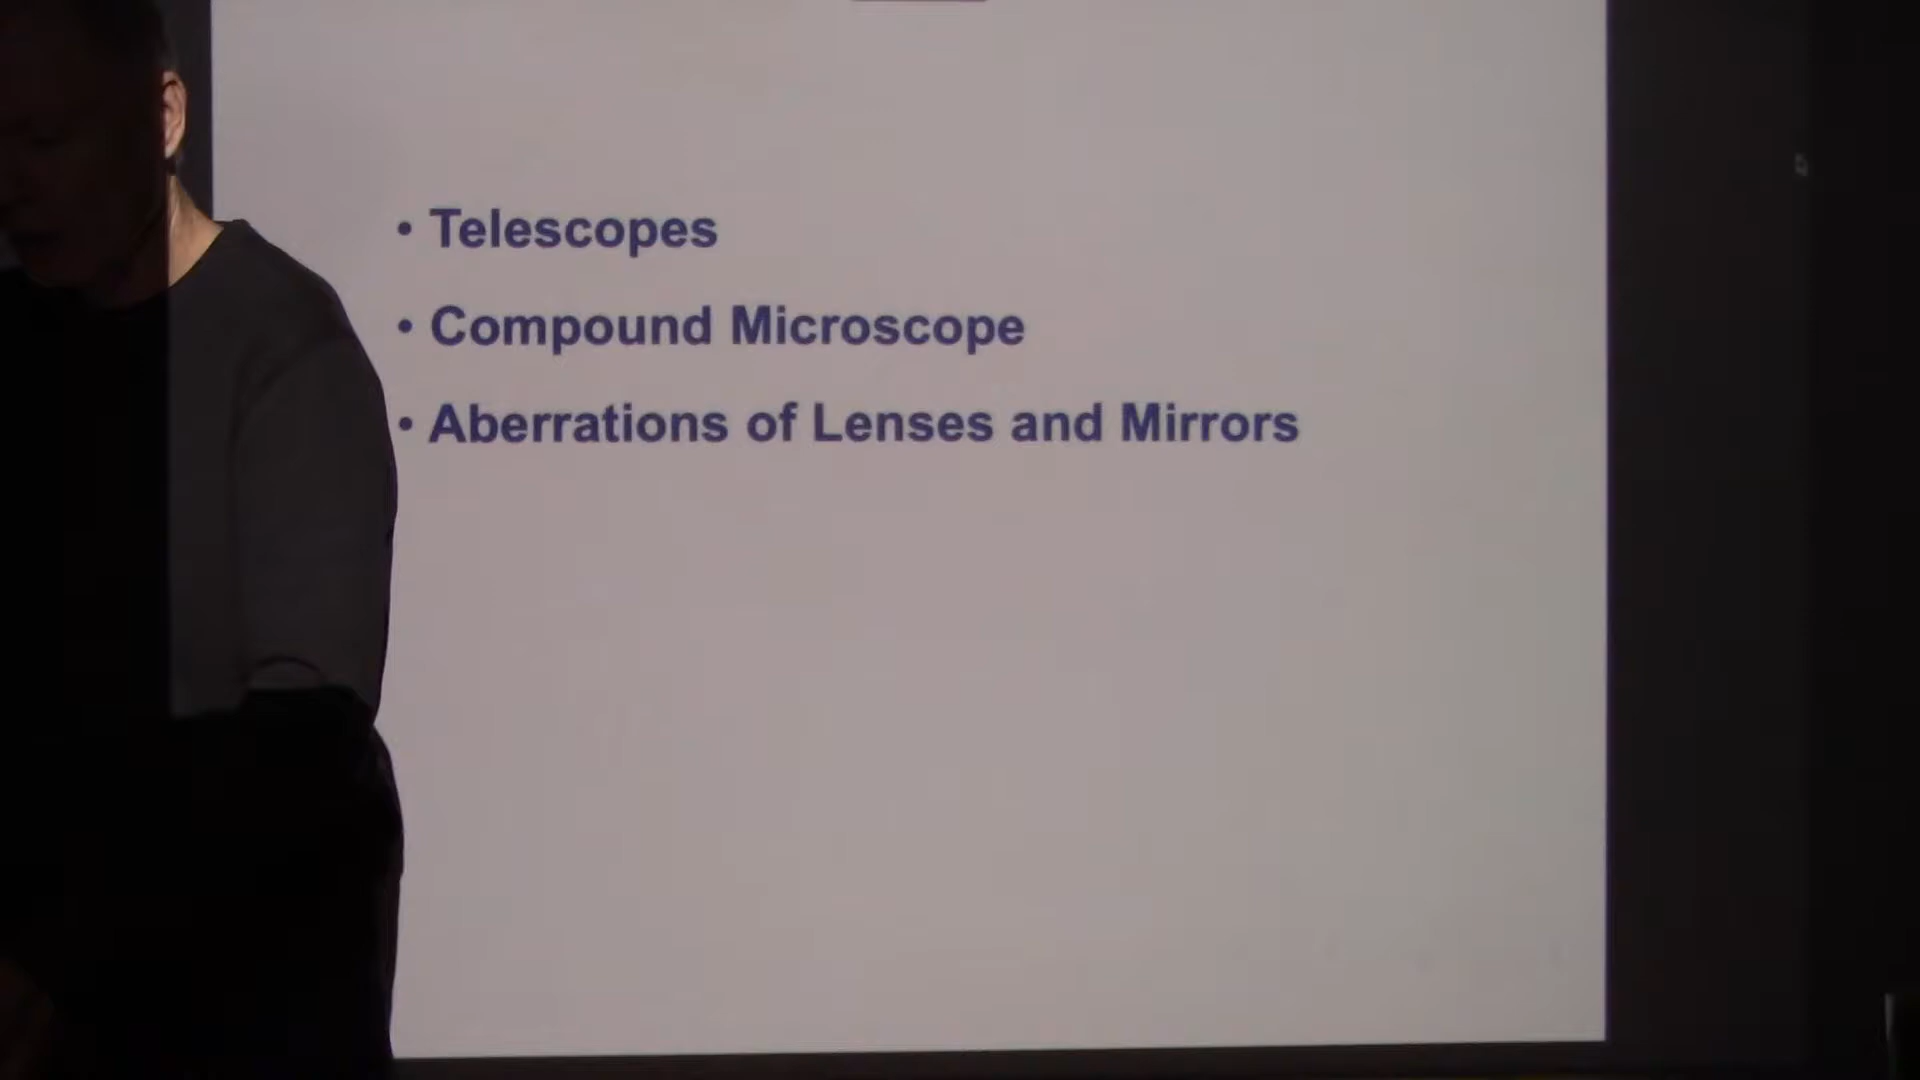 • Telescopes
• Compound Microscope
• Aberrations of Lenses and Mirrors